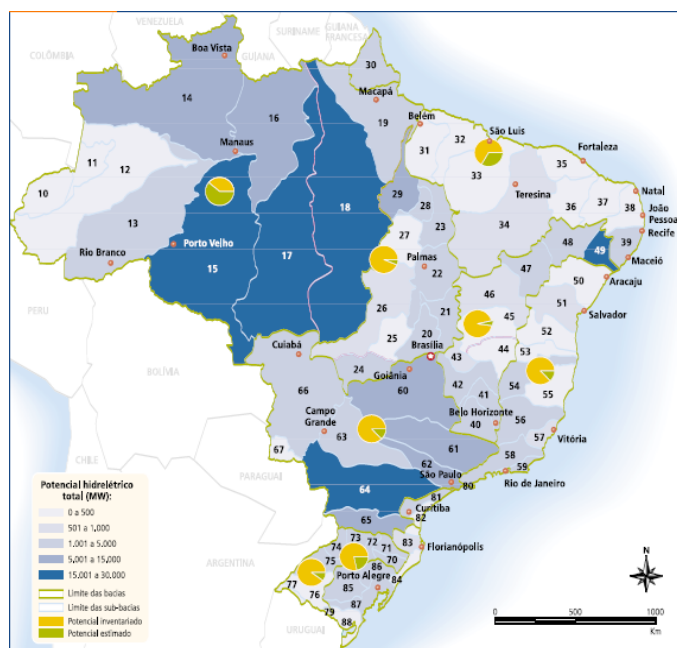 VENEZUELA
SURINAME
GUIANA
FRANCESA
COLÔMBIA
GUIANA
Boa Vista
30
14
Macapá
16
19
Belém
São Luís
Manaus
32
31
Fortaleza
11
12
33
35
18
Teresina
Natal
10
29
28
36
37
38
João
Pessoa
13
27
23
34
Recife
Porto Velho
17
48
49
39
Rio Branco
15
Palmas
22
47
Maceió
46
50
Aracaju
PERU
26
21
45
51
Salvador
25
20
52
Cuiabá
Brasília
44
53
BOLÍVIA
24
43
Goiânia
54
55
66
60
42
41
Campo
Grande
63
Belo Horizonte
40
56
57
Vitória
67
61
58
CHILE
62
59
PARAGUAI
São Paulo
80
Rio de Janeiro
64
81
Curitiba
65
82
73
83
74
72
71
Florianópolis
ARGENTINA
75
70
86
77
Porto Alegre
84
76
85
79
87
URUGUAI
88
Potencial hidrelétrico
total (MW):
0 a 500
501 a 1,000
1.001 a 5,000
5,001 a 15,000
15,001 a 30,000
Limite das bacias
Límite das sub-bacias
Potencial inventariado
Potencial estimado
N
0
500
1000
Km